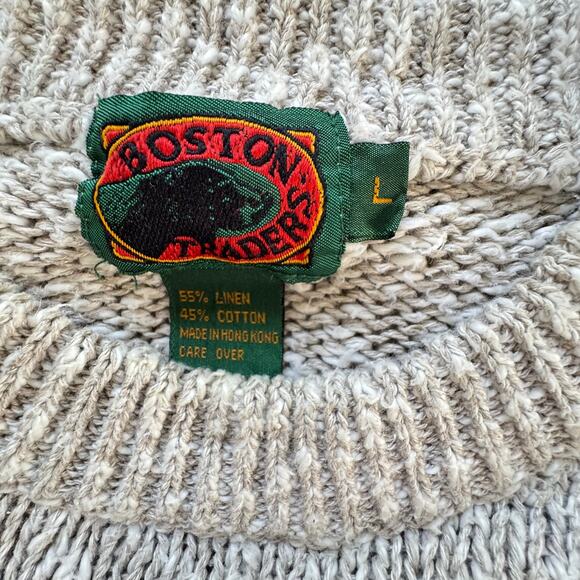 BOSTON
TRADERS
L
55% LINEN
45% COTTON
MADE IN HONG KONG
CARE OVER